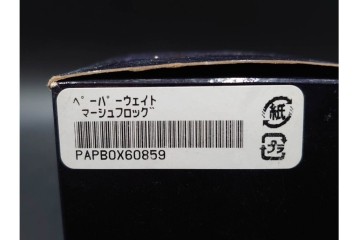 ペーパーウェイト
マーシュフロッグ
紙
PAPBOX60859
プラ